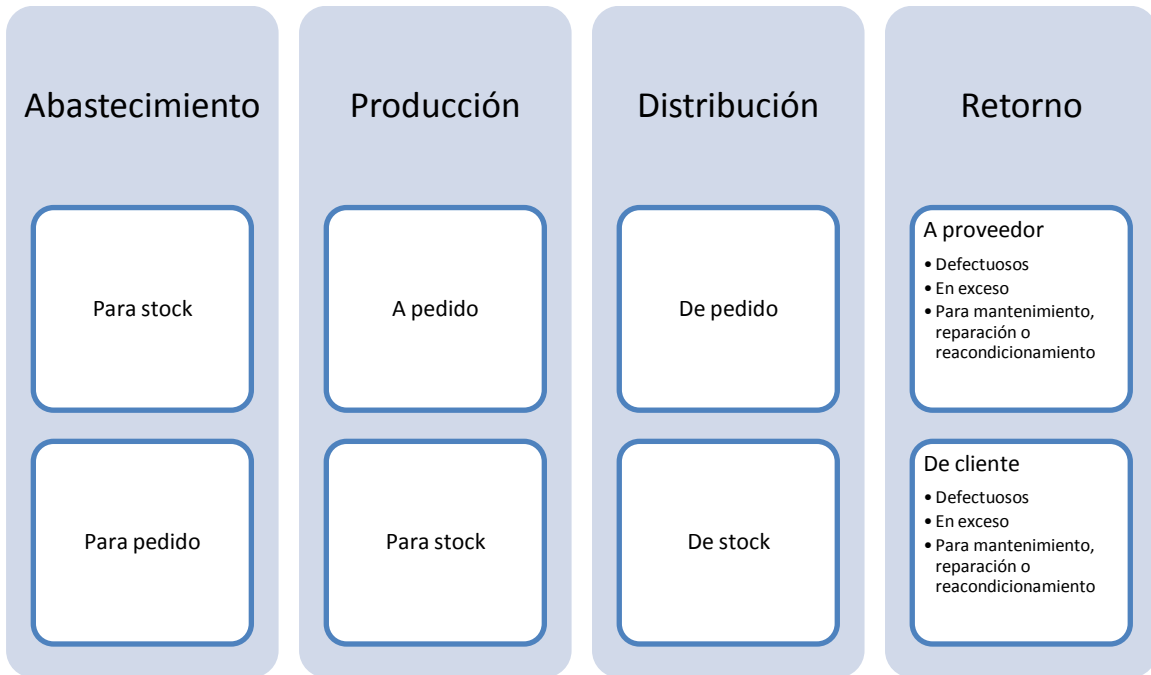 Abastecimiento
Para stock
Para pedido
Producción
A pedido
Para stock
Distribución
De pedido
De stock
Retorno
A proveedor
• Defectuosos
• En exceso
• Para mantenimiento,
reparación o
reacondicionamiento
De cliente
• Defectuosos
• En exceso
• Para mantenimiento,
reparación o
reacondicionamiento